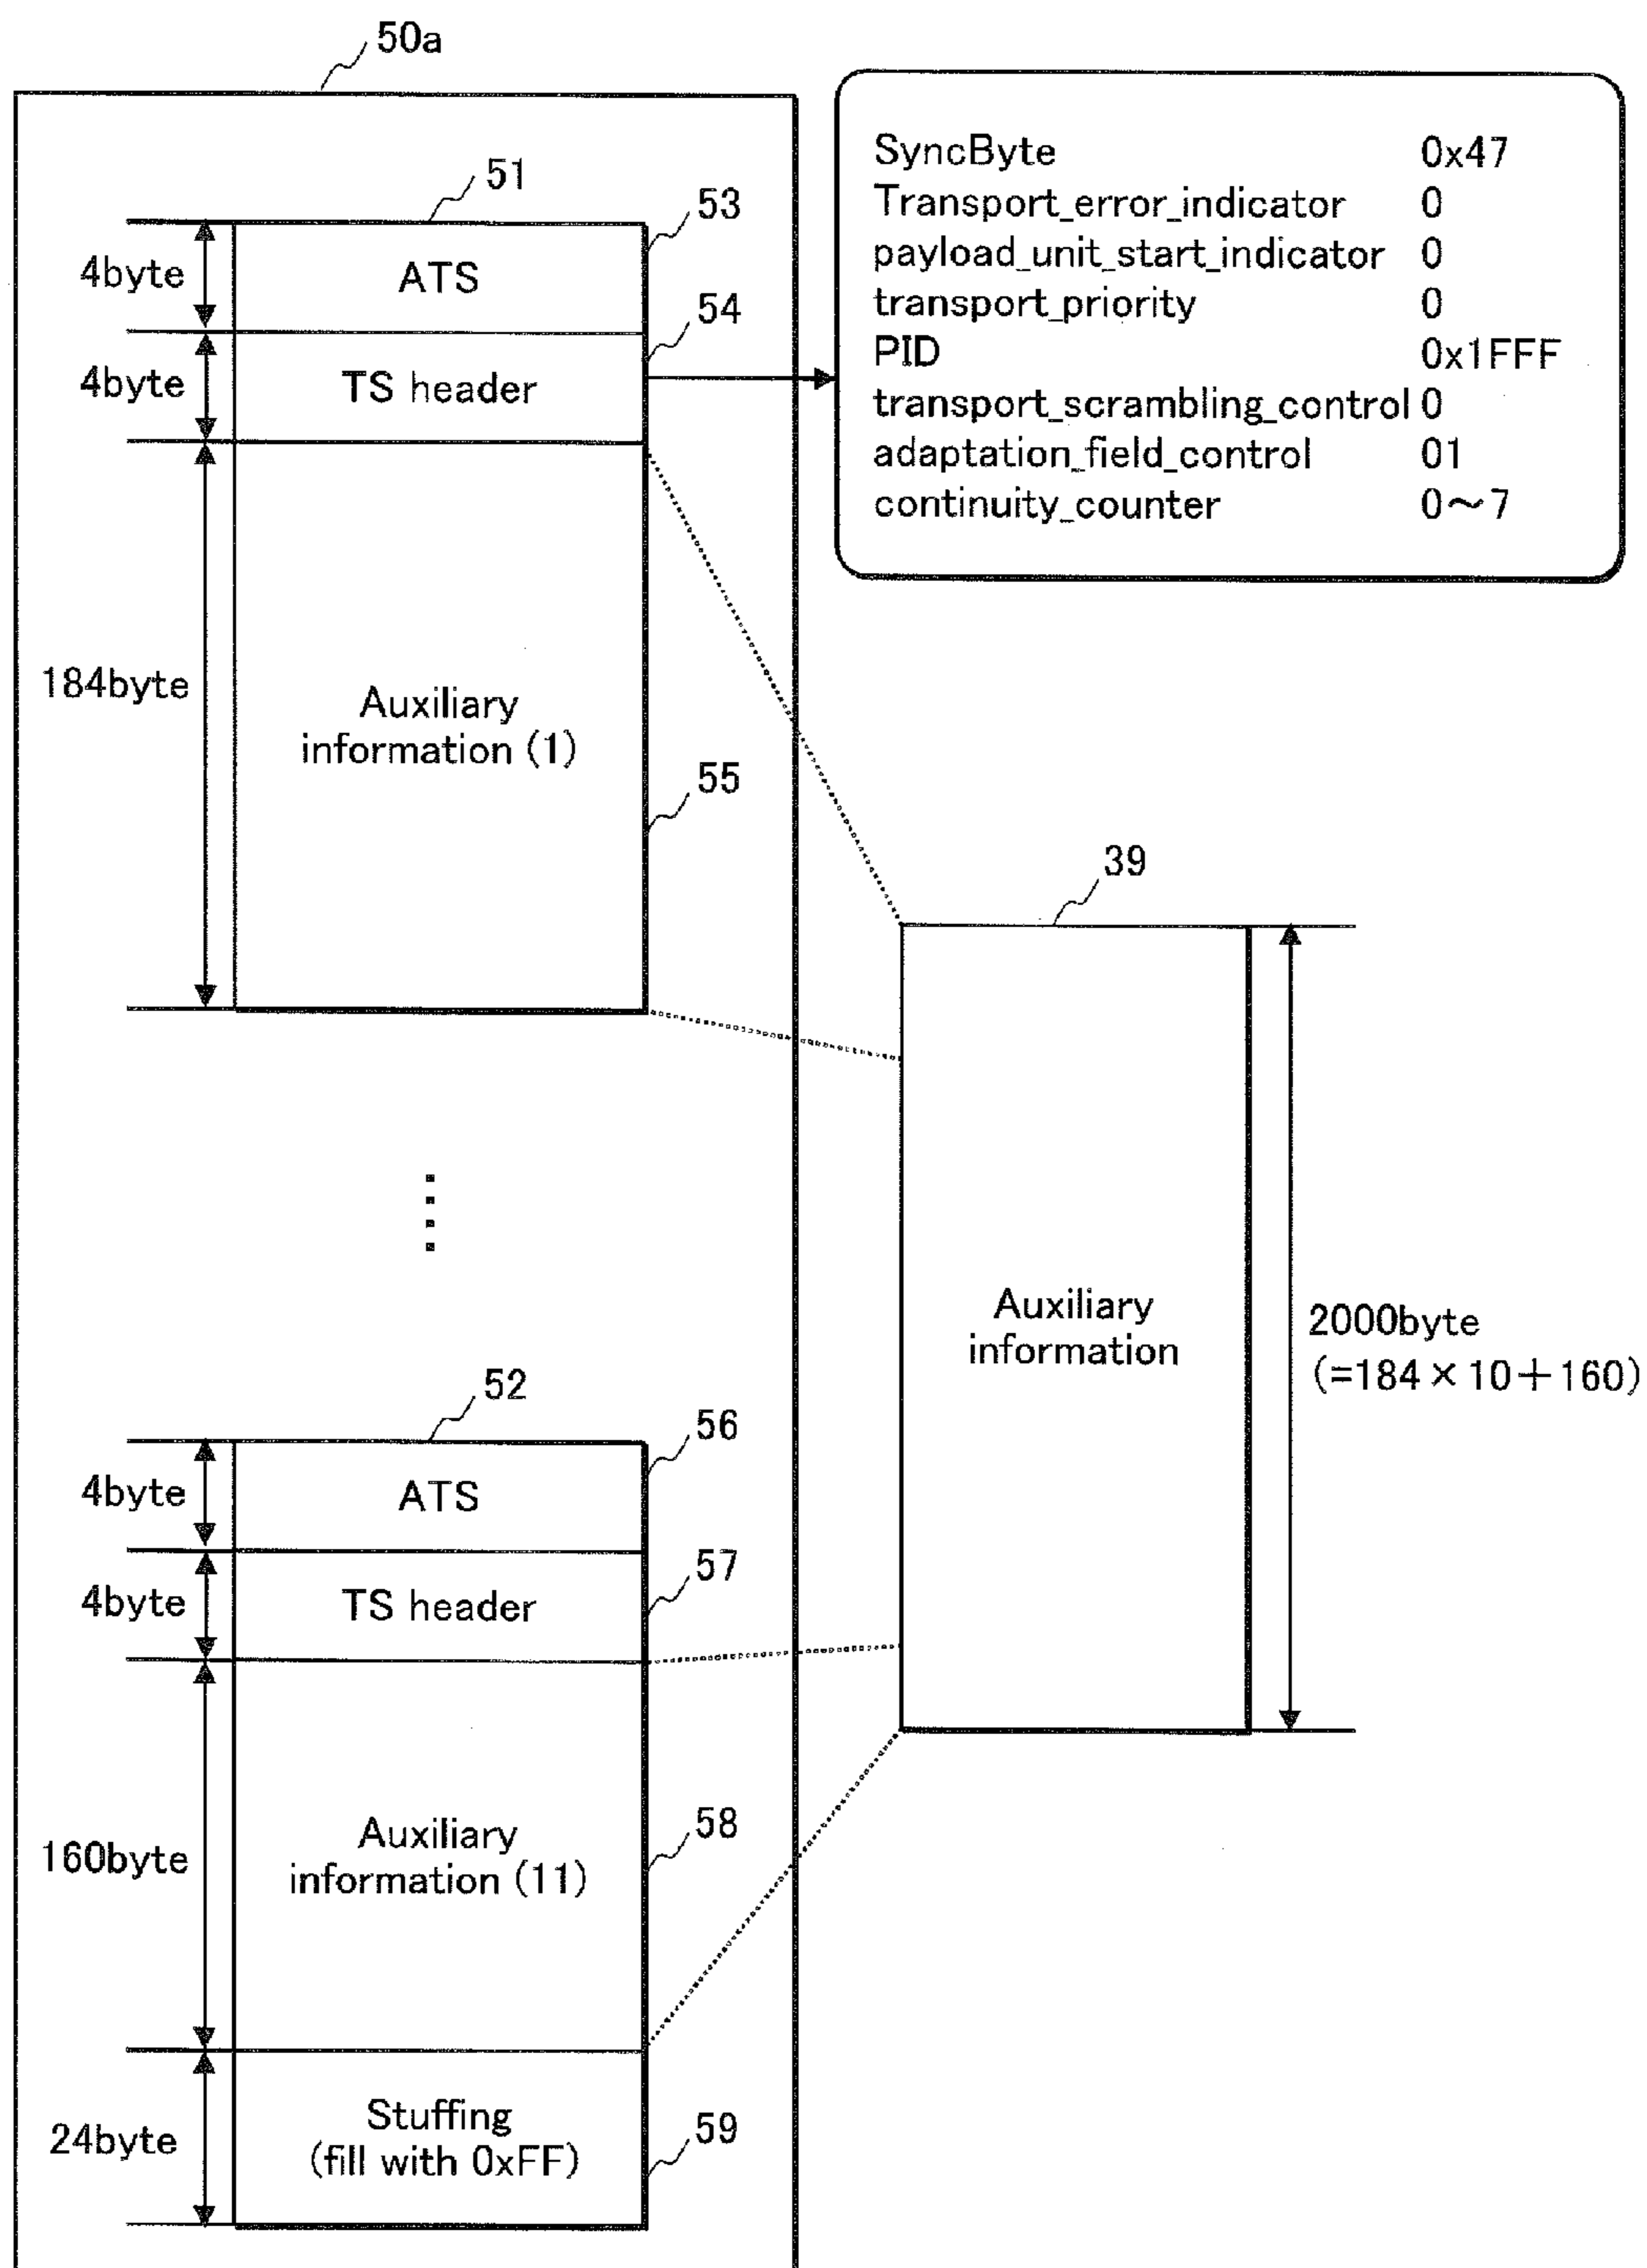 50a
51
53
4byte
ATS
54
4byte
TS header
SyncByte 0x47
Transport_error_indicator 0
payload_unit_start_indicator 0
transport_priority 0
PID 0x1FFF
transport_scrambling_control 0
adaptation_field_control 01
continuity_counter 0～7
184byte
Auxiliary
information (1)
55
39
Auxiliary
information
2000byte
(=184×10+160)
52
56
4byte
ATS
57
4byte
TS header
160byte
Auxiliary
information (11)
58
24byte
Stuffing
(fill with 0xFF)
59